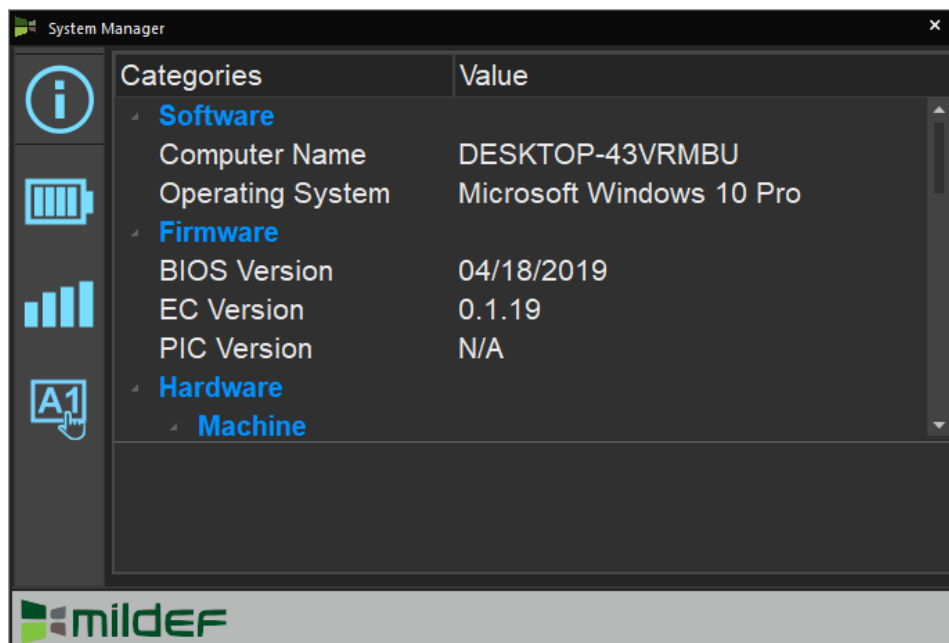 System Manager
Categories Value
Software
Computer Name DESKTOP-43VRMBU
Operating System Microsoft Windows 10 Pro
Firmware
BIOS Version 04/18/2019
EC Version 0.1.19
PIC Version N/A
A1 Hardware
Machine
milDEF